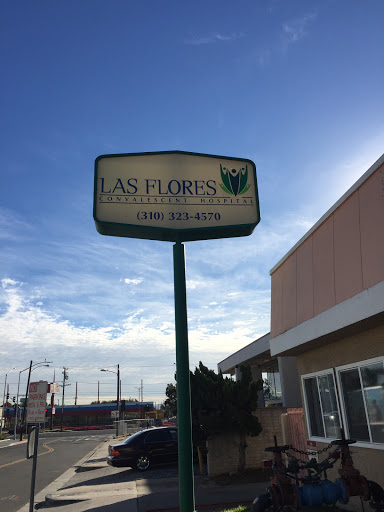 LAS FLORES
CONVALESCENT HOSPITAL
(310) 323-4570